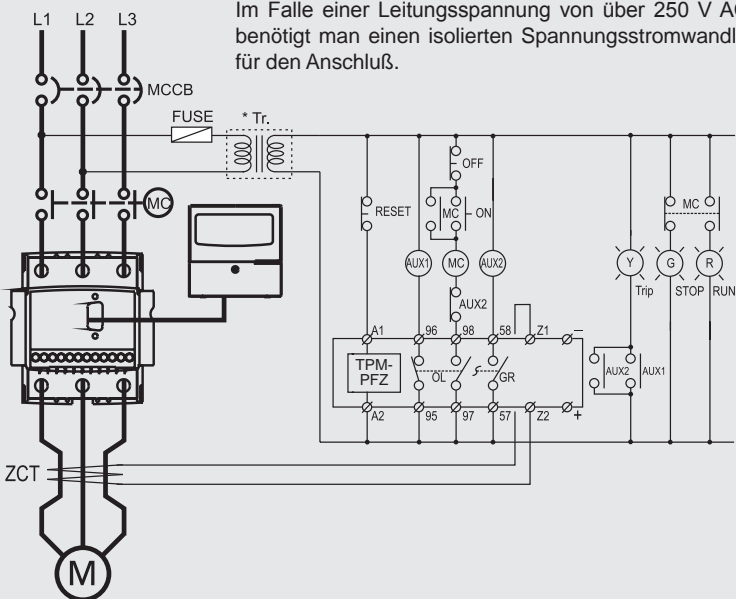 Im Falle einer Leitungsspannung von über 250 V AC
benötigt man einen isolierten Spannungsstromwandl
für den Anschluß.
L1 L2 L3
MCCB
FUSE * Tr.
OFF
MC
RESET MC ON MC
AUX1 MC AUX2 Y G R
Trip STOP RUN
AUX2
A1 96 98 58 Z1 −
TPM-
PFZ
OL GR AUX2 AUX1
A2 95 97 57 Z2 +
ZCT
M